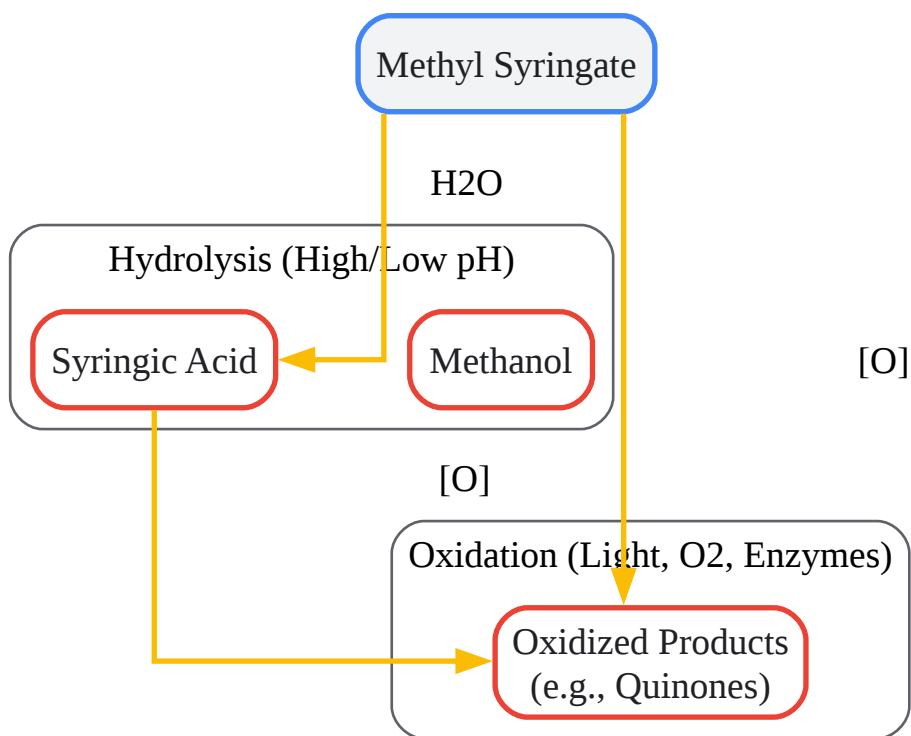 Methyl Syringate
H2O
Hydrolysis (High/Low pH)
Syringic Acid
Methanol
[O]
[O]
Oxidation (Light, O2, Enzymes)
Oxidized Products
(e.g., Quinones)